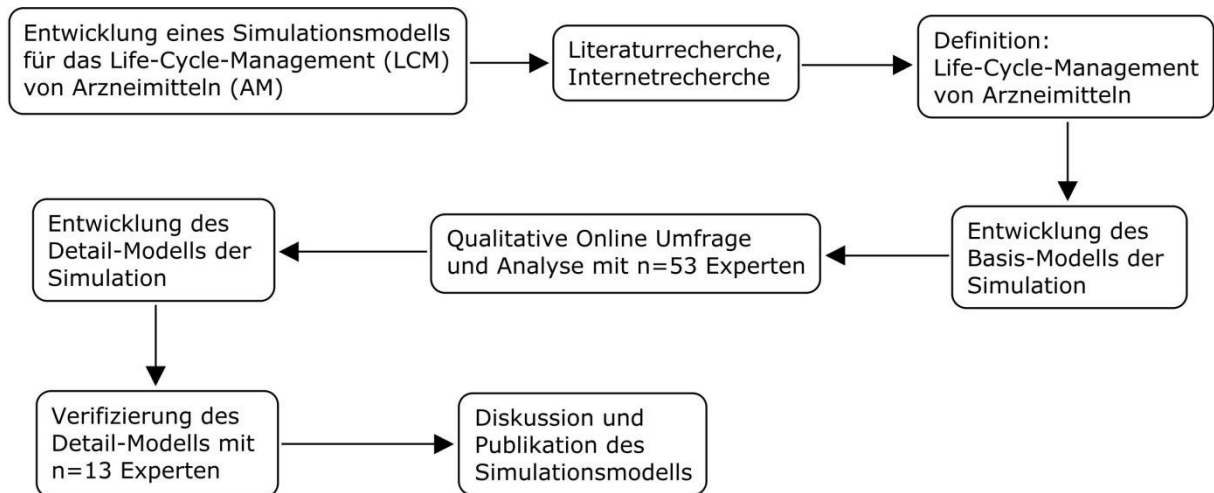 Entwicklung eines Simulationsmodells
für das Life-Cycle-Management (LCM)
von Arzneimitteln (AM)
Literaturrecherche,
Internetrecherche
Definition:
Life-Cycle-Management
von Arzneimitteln
Entwicklung des
Basis-Modells der
Simulation
Qualitative Online Umfrage
und Analyse mit n=53 Experten
Entwicklung des
Detail-Modells der
Simulation
Verifizierung des
Detail-Modells mit
n=13 Experten
Diskussion und
Publikation des
Simulationsmodells